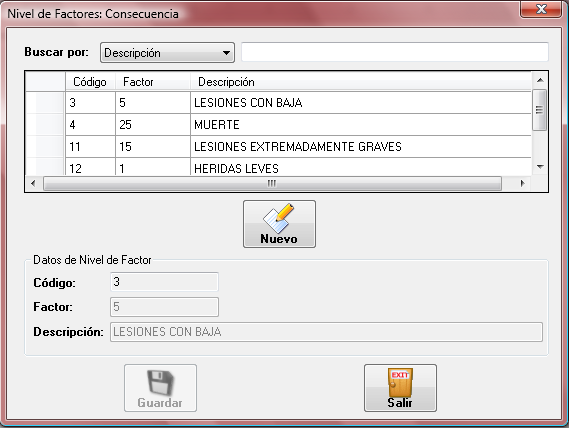 Nivel de Factores: Consecuencia
Buscar por: Descripción
Código Factor Descripción
3 5 LESIONES CON BAJA
4 25 MUERTE
11 15 LESIONES EXTREMADAMENTE GRAVES
12 1 HERIDAS LEVES
Nuevo
Datos de Nivel de Factor
Código: 3
Factor: 5
Descripción: LESIONES CON BAJA
Guardar
EXIT
Salir